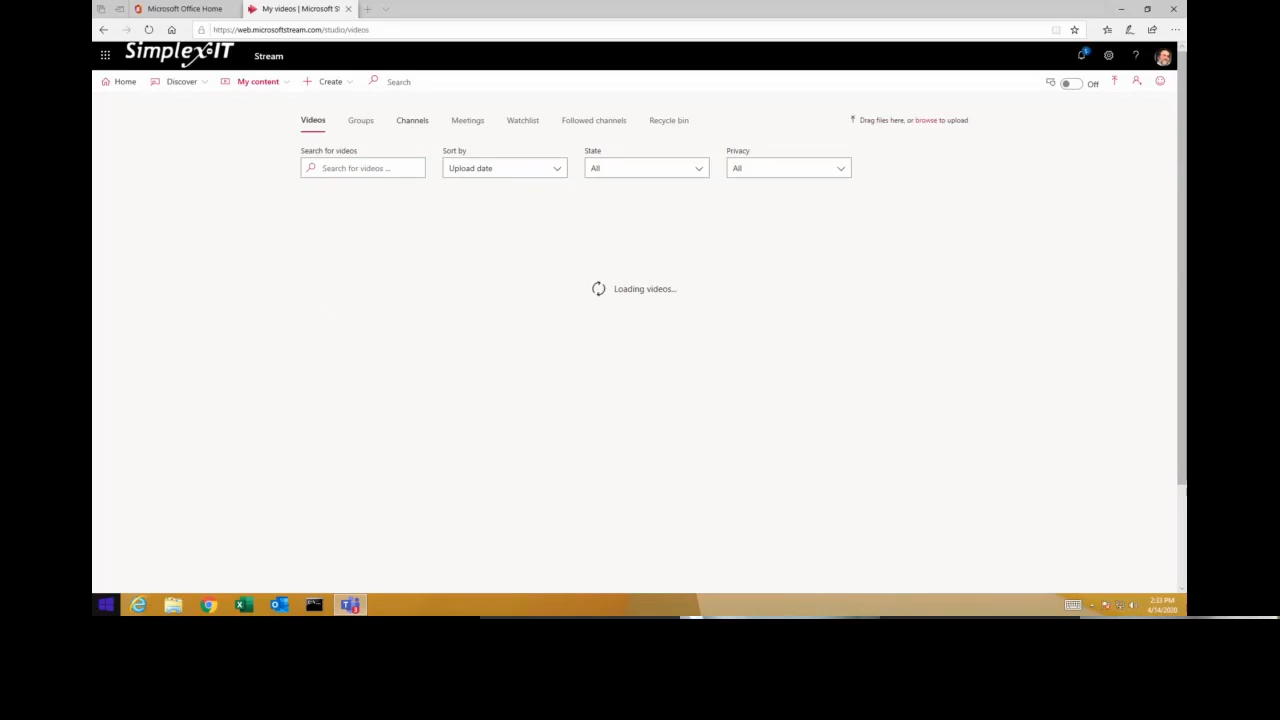 Microsoft Office Home
My videos | Microsoft St
https://web.microsoftstream.com/studio/videos
Simplex-IT
Stream
Home
Discover
My content
Create
Search
Off
Videos
Groups
Channels
Meetings
Watchlist
Followed channels
Recycle bin
Drag files here, or browse to upload
Search for videos
Sort by
State
Privacy
Search for videos ...
Upload date
All
All
Loading videos...
2:33 PM
4/14/2020